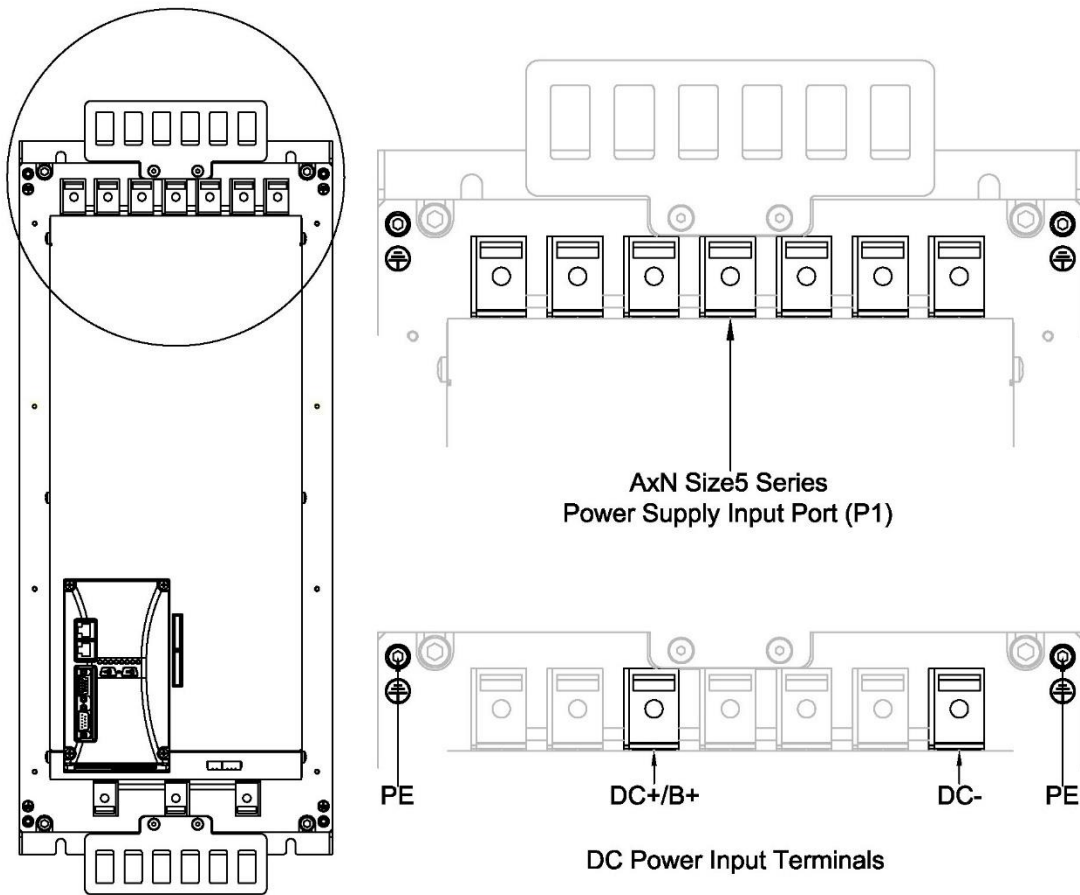 AxN Size5 Series
Power Supply Input Port (P1)
PE
DC+/B+
DC-
PE
DC Power Input Terminals